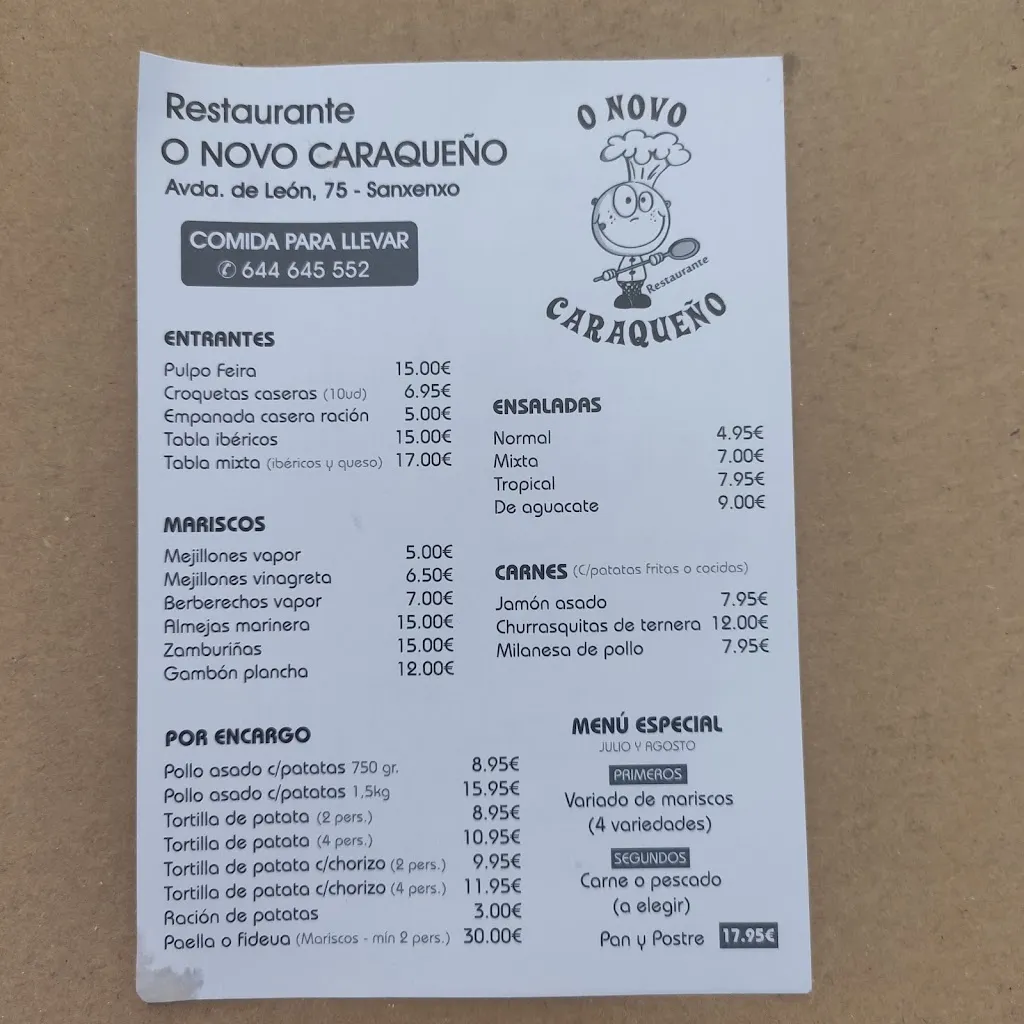 Restaurante
O NOVO CARAQUEÑO
Avda. de León, 75 - Sanxenxo
COMIDA PARA LLEVAR
✆ 644 645 552
O NOVO
Restaurante
CARAQUEÑO
ENTRANTES
Pulpo Feira 15.00€
Croquetas caseras (10ud) 6.95€
Empanada casera ración 5.00€
Tabla ibéricos 15.00€
Tabla mixta (ibéricos y queso) 17.00€
MARISCOS
Mejillones vapor 5.00€
Mejillones vinagreta 6.50€
Berberechos vapor 7.00€
Almejas marinera 15.00€
Zamburiñas 15.00€
Gambón plancha 12.00€
POR ENCARGO
Pollo asado c/patatas 750 gr. 8.95€
Pollo asado c/patatas 1,5kg 15.95€
Tortilla de patata (2 pers.) 8.95€
Tortilla de patata (4 pers.) 10.95€
Tortilla de patata c/chorizo (2 pers.) 9.95€
Tortilla de patata c/chorizo (4 pers.) 11.95€
Ración de patatas 3.00€
Paella o fideua (Mariscos - mín 2 pers.) 30.00€
ENSALADAS
Normal 4.95€
Mixta 7.00€
Tropical 7.95€
De aguacate 9.00€
CARNES (C/patatas fritas o cocidas)
Jamón asado 7.95€
Churrasquitas de ternera 12.00€
Milanesa de pollo 7.95€
MENÚ ESPECIAL
JULIO Y AGOSTO
PRIMEROS
Variado de mariscos
(4 variedades)
SEGUNDOS
Carne o pescado
(a elegir)
Pan y Postre 17.95€